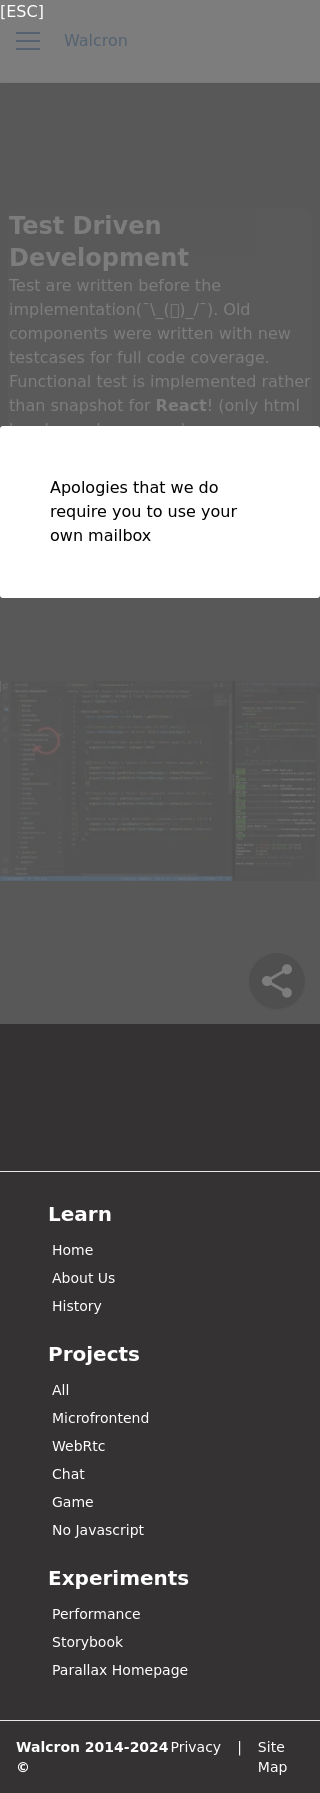 [ESC]
Walcron
Test Driven
Development
Test are written before the
implementation(¯\_(▯)_/¯). Old
components were written with new
testcases for full code coverage.
Functional test is implemented rather
than snapshot for React! (only html
Apologies that we do
require you to use your
own mailbox
Learn
Home
About Us
History
Projects
All
Microfrontend
WebRtc
Chat
Game
No Javascript
Experiments
Performance
Storybook
Parallax Homepage
Walcron 2014-2024 Privacy | Site
© Map